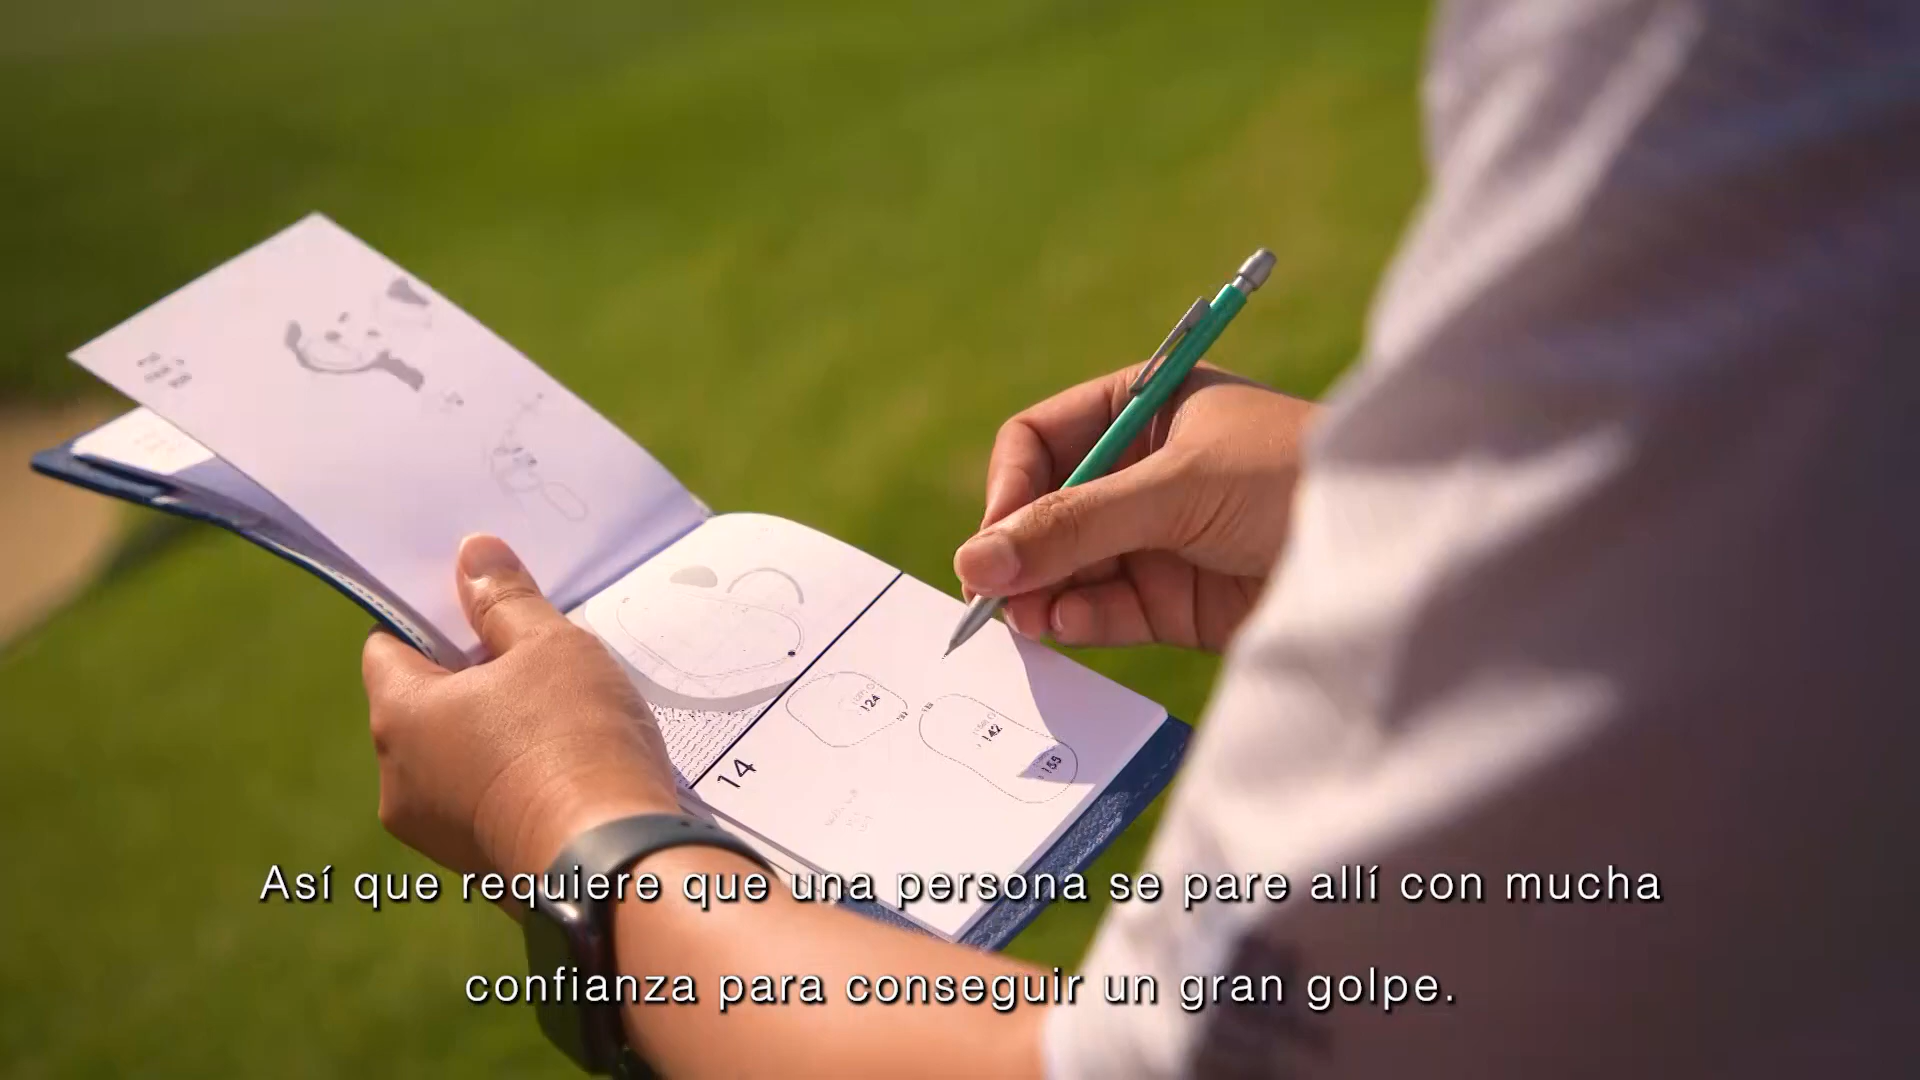 124
142
155
14
Así que requiere que una persona se pare allí con mucha
confianza para conseguir un gran golpe.